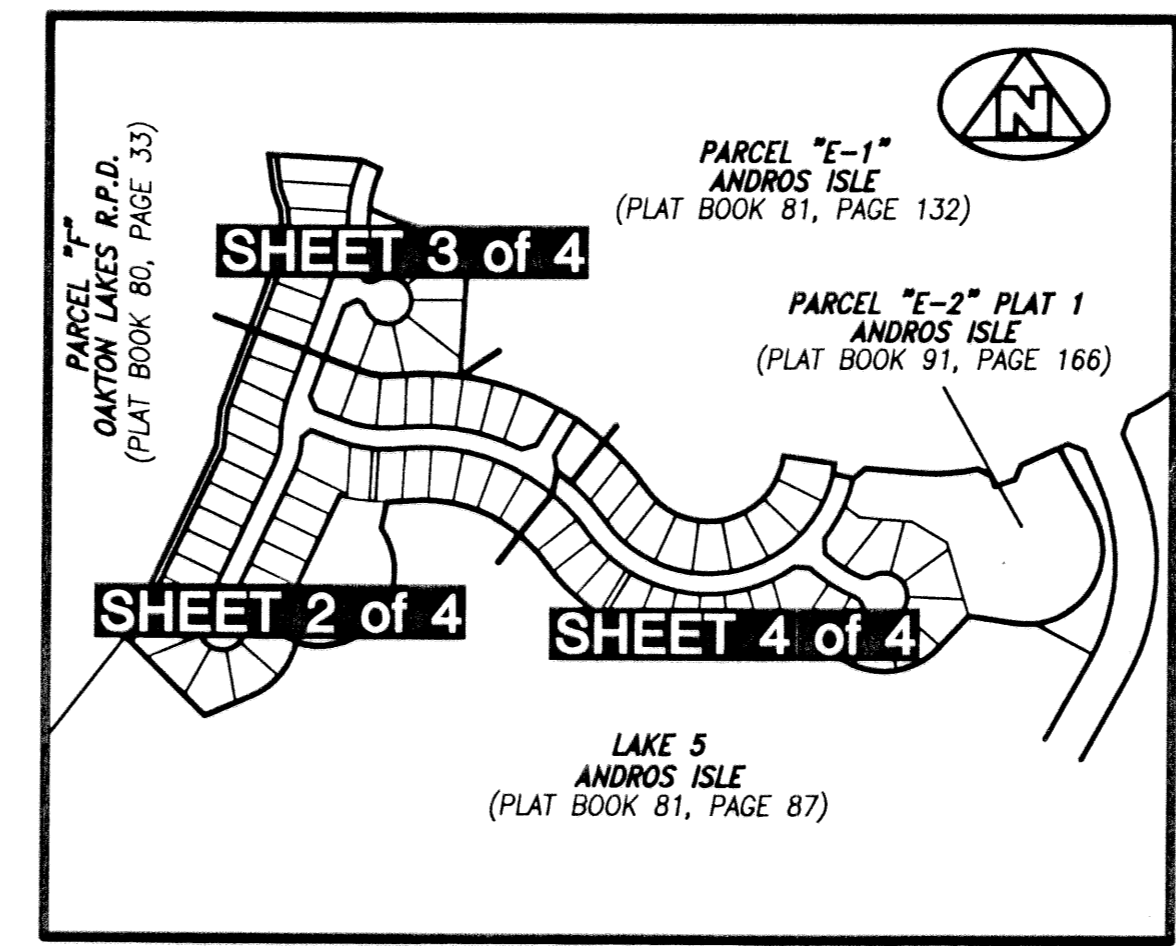 N
PARCEL "E-1"
ANDROS ISLE
(PLAT BOOK 81, PAGE 132)
PARCEL "F"
OAKTON LAKES R.P.D.
(PLAT BOOK 80, PAGE 33)
SHEET 3 of 4
PARCEL "E-2" PLAT 1
ANDROS ISLE
(PLAT BOOK 91, PAGE 166)
SHEET 2 of 4
SHEET 4 of 4
LAKE 5
ANDROS ISLE
(PLAT BOOK 81, PAGE 87)